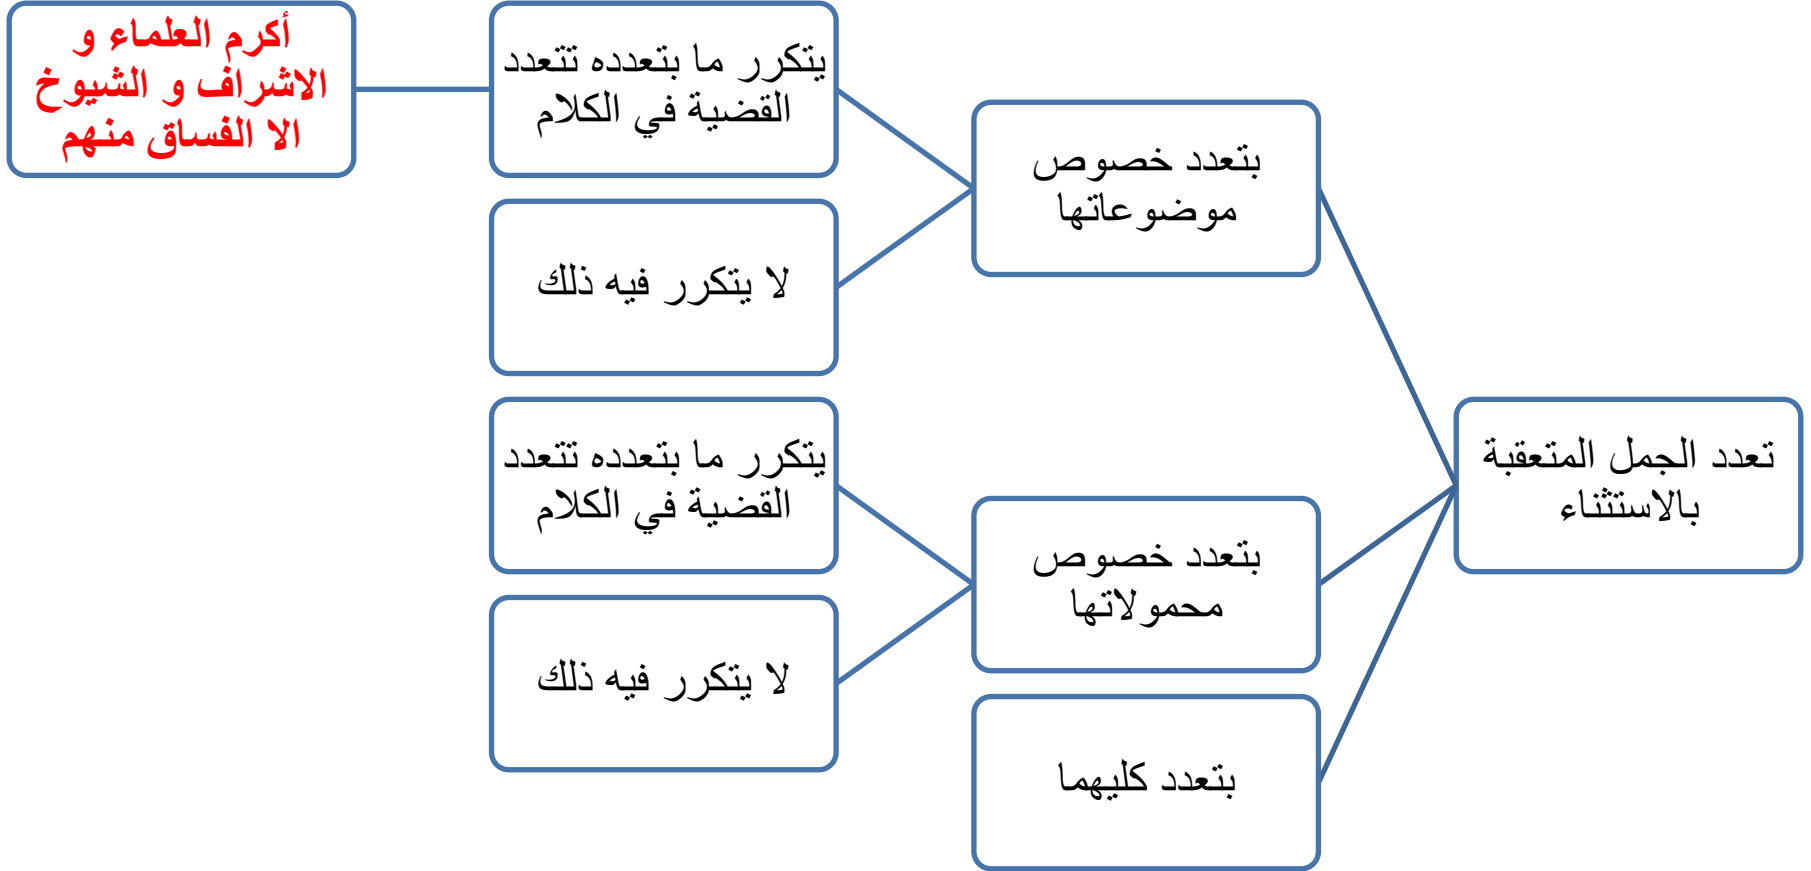 تعدد الجمل المتعقبة
بالاستثناء
بتعدد خصوص
موضوعاتها
يتكرر ما بتعدده تتعدد
القضية في الكلام
أكرم العلماء و
الاشراف و الشيوخ
الا الفساق منهم
لا يتكرر فيه ذلك
بتعدد خصوص
محمولاتها
يتكرر ما بتعدده تتعدد
القضية في الكلام
لا يتكرر فيه ذلك
بتعدد كليهما